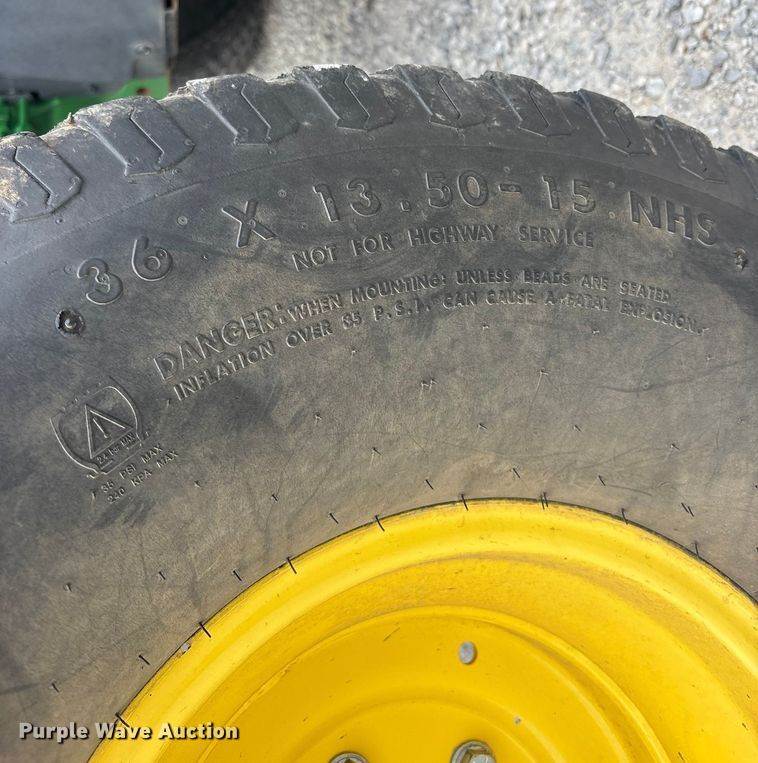 36 X 13.50-15 NHS
NOT FOR HIGHWAY SERVICE
DANGER: WHEN MOUNTING: UNLESS BEADS ARE SEATED
INFLATION OVER 35 P.S.I. CAN CAUSE A FATAL EXPLOSION.
35 PSI MAX
240 KPA MAX
Purple Wave Auction®